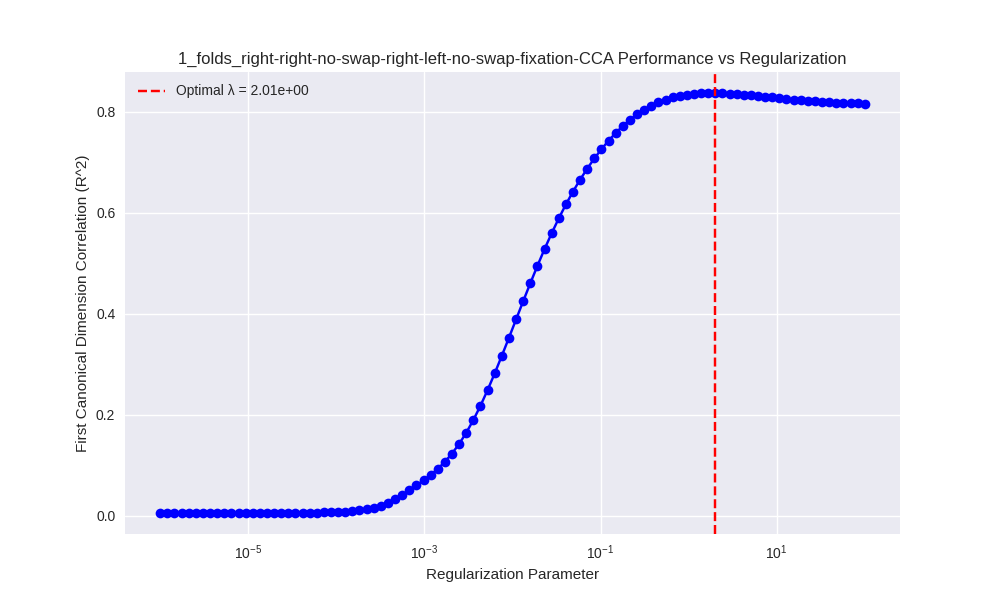 1_folds_right-right-no-swap-right-left-no-swap-fixation-CCA Performance vs Regularization
Optimal λ = 2.01e+00
First Canonical Dimension Correlation (R^2)
0.8
0.6
0.4
0.2
0.0
10⁻⁵
10⁻³
10⁻¹
10¹
Regularization Parameter